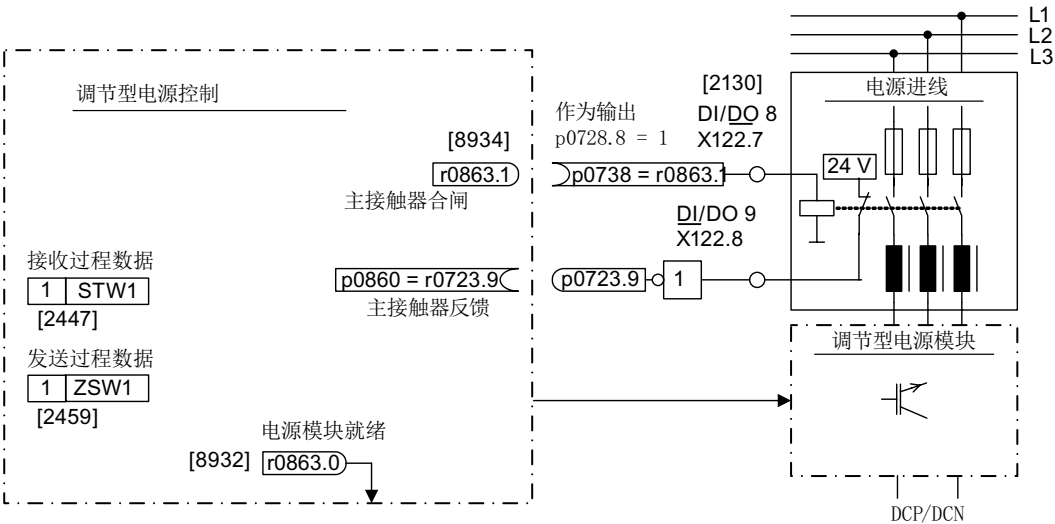 L1
L2
L3
调节型电源控制
[8934]
r0863.1
主接触器合闸
作为输出
p0728.8 = 1
[2130]
DI/DO 8
X122.7
p0738 = r0863.1
电源进线
24 V
DI/DO 9
X122.8
接收过程数据
1 STW1
[2447]
p0860 = r0723.9
主接触器反馈
p0723.9
1
发送过程数据
1 ZSW1
[2459]
调节型电源模块
电源模块就绪
[8932]
r0863.0
DCP/DCN